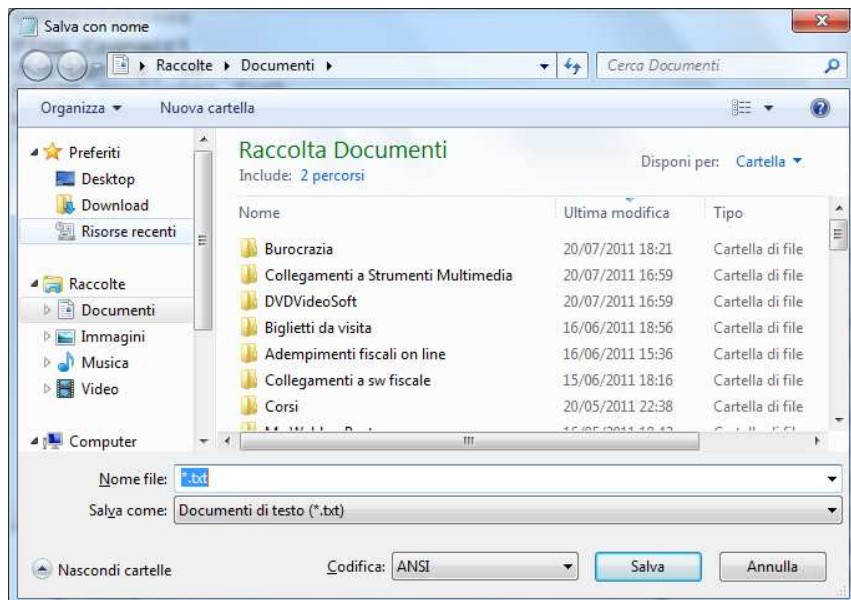 Salva con nome
Raccolte Documenti
Cerca Documenti
Organizza Nuova cartella
Preferiti
Desktop
Download
Risorse recenti
Raccolte
Documenti
Immagini
Musica
Video
Computer
Raccolta Documenti
Include: 2 percorsi
Disponi per: Cartella
Nome Ultima modifica Tipo
Burocrazia 20/07/2011 18:21 Cartella di file
Collegamenti a Strumenti Multimedia 20/07/2011 16:59 Cartella di file
DVDVideoSoft 20/07/2011 16:59 Cartella di file
Biglietti da visita 16/06/2011 18:56 Cartella di file
Adempimenti fiscali on line 16/06/2011 15:36 Cartella di file
Collegamenti a sw fiscale 15/06/2011 18:16 Cartella di file
Corsi 20/05/2011 22:38 Cartella di file
Nome file: *.txt
Salva come: Documenti di testo (*.txt)
Nascondi cartelle
Codifica: ANSI
Salva
Annulla